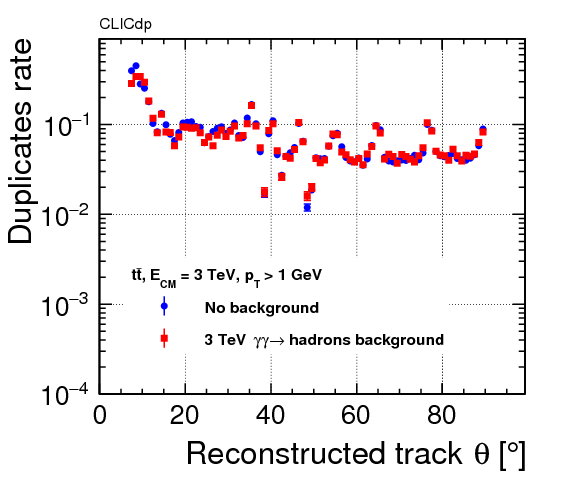 CLICdp
Duplicates rate
10⁻¹
10⁻²
10⁻³
10⁻⁴
tt̄, E_CM = 3 TeV, p_T > 1 GeV
No background
3 TeV γγ→ hadrons background
0 20 40 60 80
Reconstructed track θ [°]